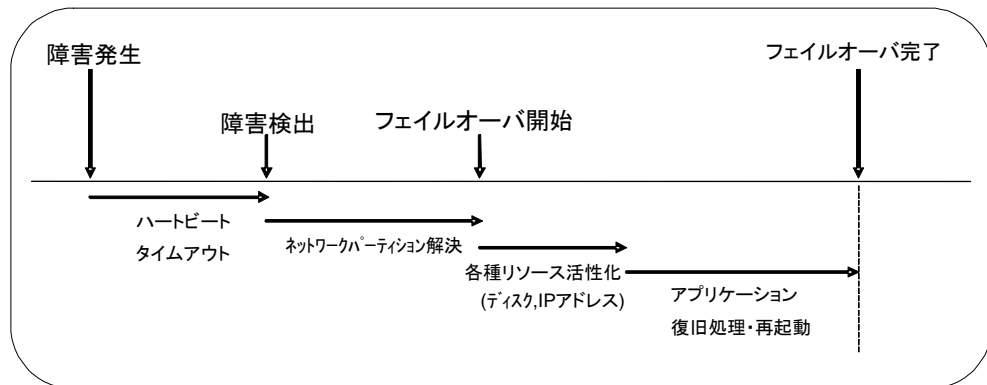 障害発生
フェイルオーバ完了
障害検出
フェイルオーバ開始
ハートビート
タイムアウト
ネットワークパーティション解決
各種リソース活性化
(ディスク,IPアドレス)
アプリケーション
復旧処理・再起動